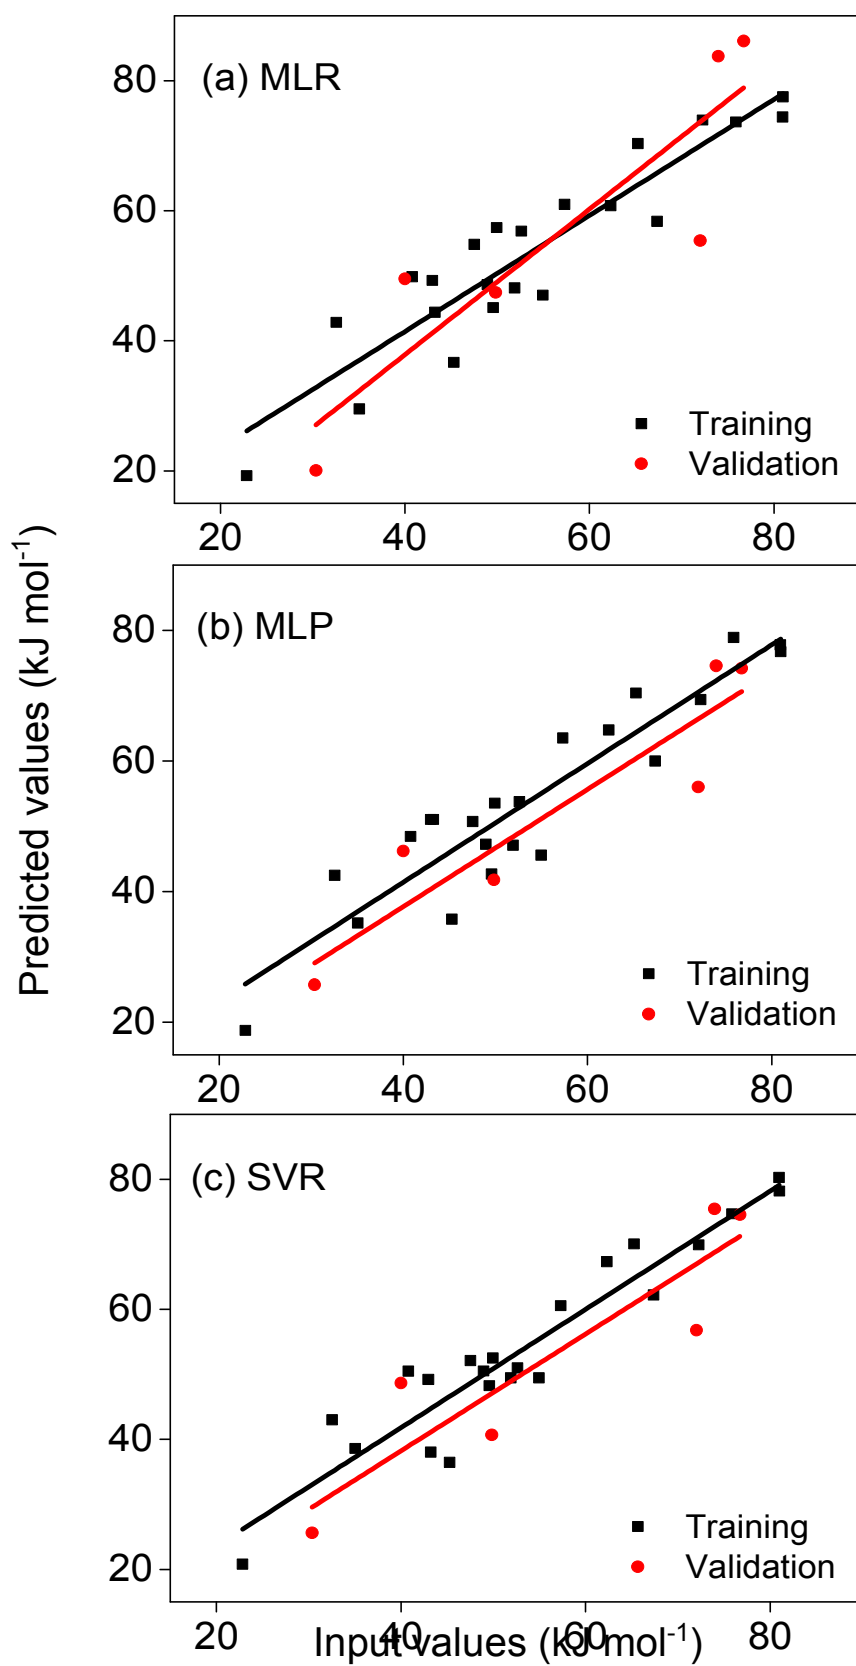 Predicted values (kJ mol⁻¹)
(a) MLR
80
60
40
20
Training
Validation
20 40 60 80
(b) MLP
80
60
40
20
Training
Validation
20 40 60 80
(c) SVR
80
60
40
20
Training
Validation
20 40 60 80
Input values (kJ mol⁻¹)